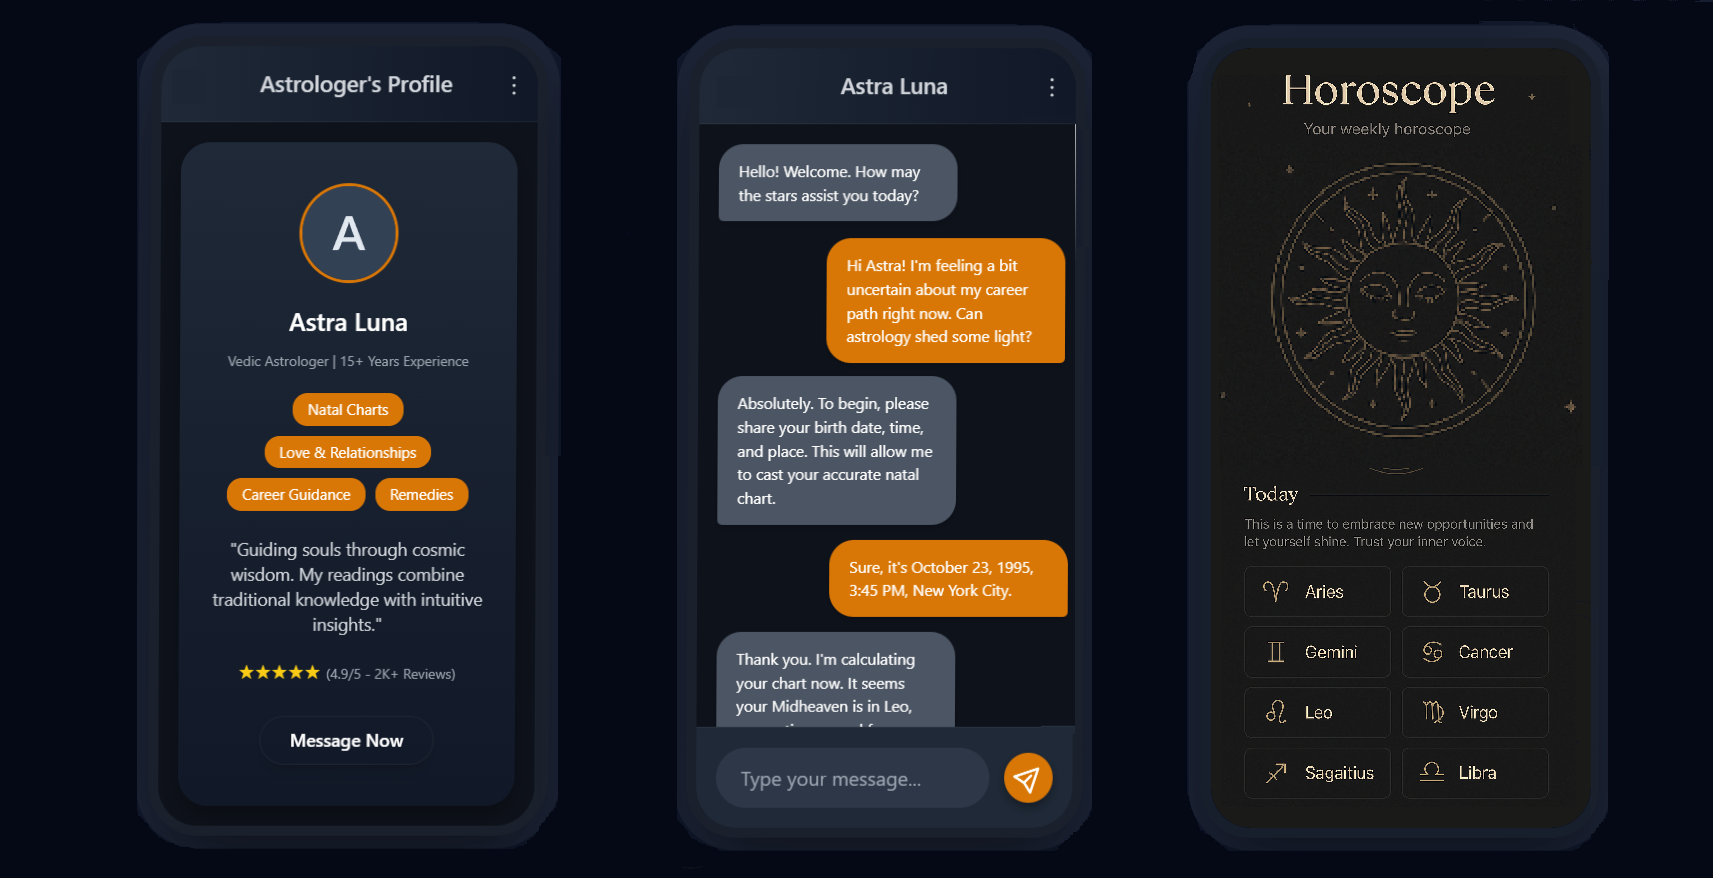 Astrologer's Profile
A
Astra Luna
Vedic Astrologer | 15+ Years Experience
Natal Charts
Love & Relationships
Career Guidance
Remedies
"Guiding souls through cosmic
wisdom. My readings combine
traditional knowledge with intuitive
insights."
★★★★★ (4.9/5 - 2K+ Reviews)
Message Now
Astra Luna
Hello! Welcome. How may
the stars assist you today?
Hi Astra! I'm feeling a bit
uncertain about my career
path right now. Can
astrology shed some light?
Absolutely. To begin, please
share your birth date, time,
and place. This will allow me
to cast your accurate natal
chart.
Sure, it's October 23, 1995,
3:45 PM, New York City.
Thank you. I'm calculating
your chart now. It seems
your Midheaven is in Leo,
Type your message...
Horoscope
Your weekly horoscope
Today
This is a time to embrace new opportunities and
let yourself shine. Trust your inner voice.
♈ Aries
♉ Taurus
♊ Gemini
♋ Cancer
♌ Leo
♍ Virgo
♐ Sagaitius
♎ Libra